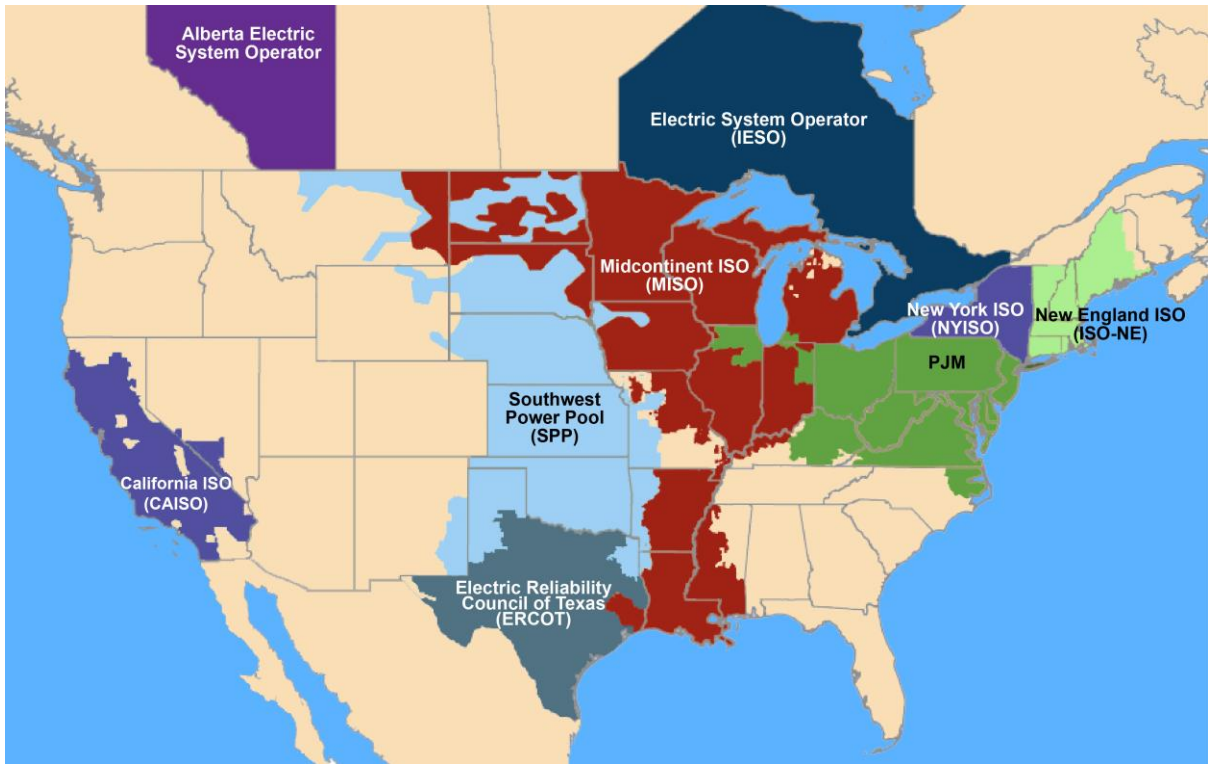 Alberta Electric
System Operator
Electric System Operator
(IESO)
Midcontinent ISO
(MISO)
New York ISO
(NYISO)
New England ISO
(ISO-NE)
PJM
Southwest
Power Pool
(SPP)
California ISO
(CAISO)
Electric Reliability
Council of Texas
(ERCOT)